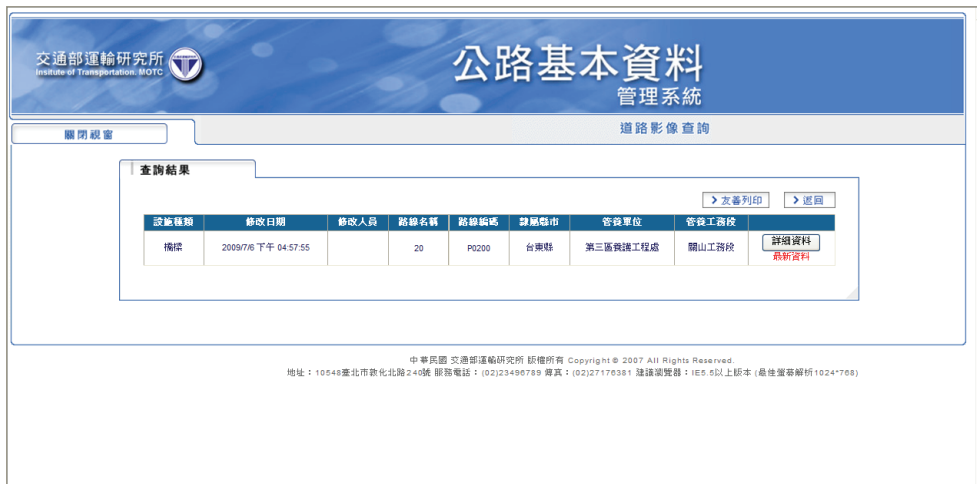 交通部運輸研究所
Insitute of Transportation. MOTC
公路基本資料
管理系統
關閉視窗
道路影像查詢
查詢結果
友善列印 返回
設施種類 修改日期 修改人員 路線名稱 路線編碼 隸屬縣市 管養單位 管養工務段
橋樑 2009/7/6 下午 04:57:55 20 P0200 台東縣 第三區養護工程處 關山工務段 詳細資料
最新資料
中華民國 交通部運輸研究所 版權所有 Copyright © 2007 All Rights Reserved.
地址：10548臺北市敦化北路240號 服務電話：(02)23496789 傳真：(02)27176381 建議瀏覽器：IE5.5以上版本 (最佳螢幕解析1024*768)